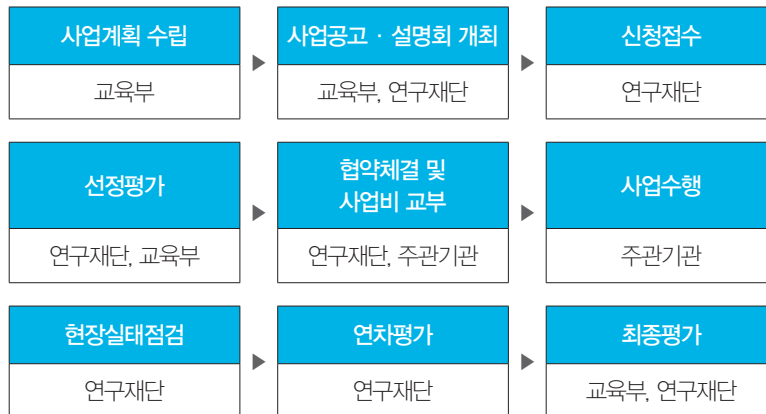 사업계획 수립
교육부
사업공고 · 설명회 개최
교육부, 연구재단
신청접수
연구재단
선정평가
연구재단, 교육부
협약체결 및
사업비 교부
연구재단, 주관기관
사업수행
주관기관
현장실태점검
연구재단
연차평가
연구재단
최종평가
교육부, 연구재단